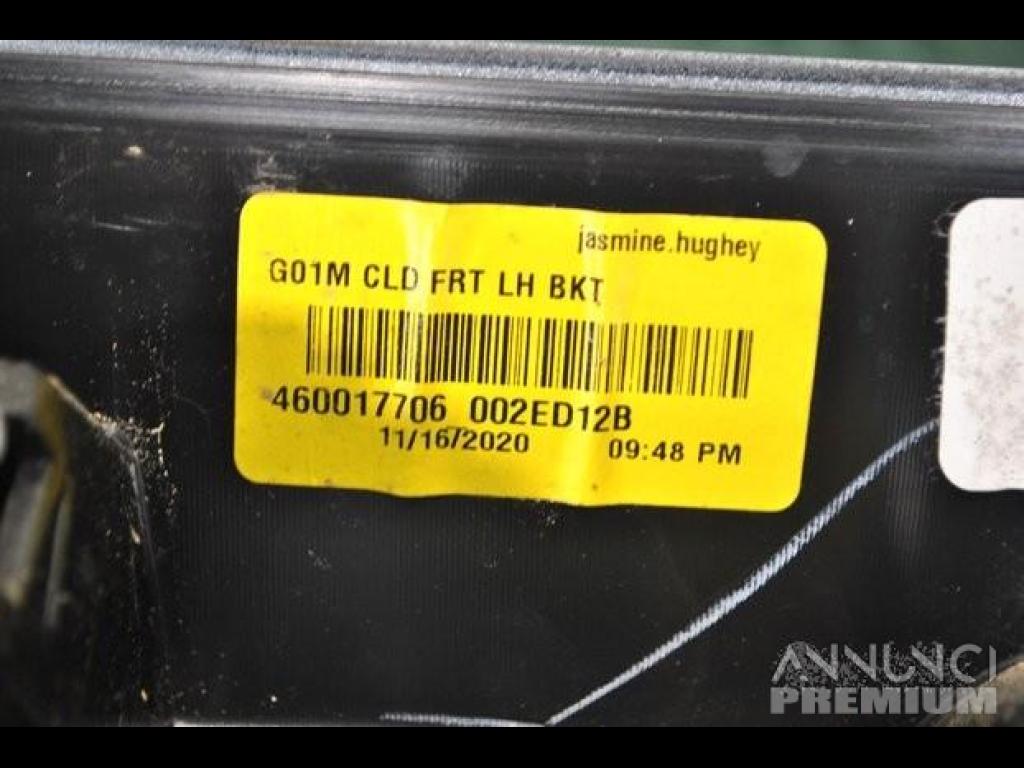 jasmine.hughey
G01M CLD FRT LH BKT
460017706 002ED12B
11/16/2020 09:48 PM
ANNUNCI
PREMIUM